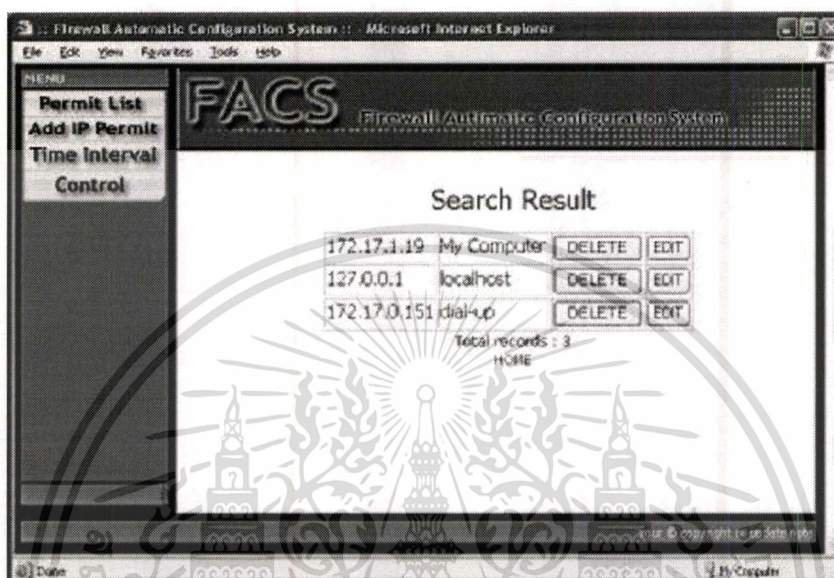 :: Firewall Automatic Configuration System :: - Microsoft Internet Explorer
File Edit View Favorites Tools Help
MENU
Permit List
Add IP Permit
Time Interval
Control
FACS Firewall Autimaitc Configuration System
Search Result
172.17.1.19 My Computer DELETE EDIT
127.0.0.1 localhost DELETE EDIT
172.17.0.151 dial-up DELETE EDIT
Total records : 3
HOME
your © copyright
Done My Computer